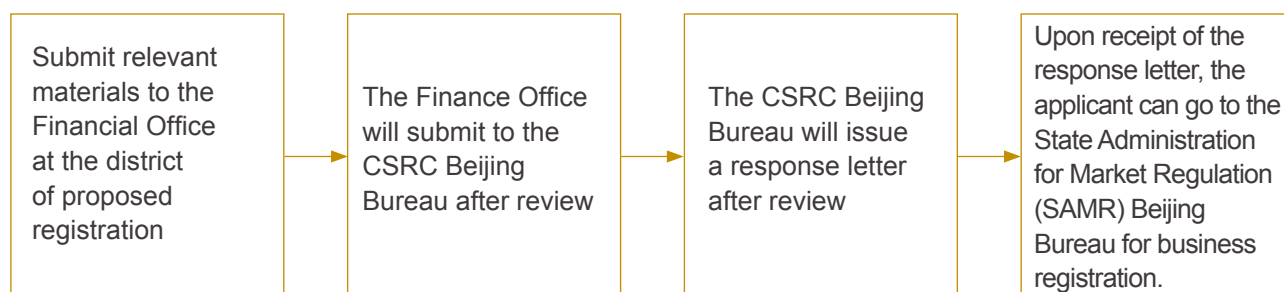 Submit relevant
materials to the
Financial Office
at the district
of proposed
registration
The Finance Office
will submit to the
CSRC Beijing
Bureau after review
The CSRC Beijing
Bureau will issue
a response letter
after review
Upon receipt of the
response letter, the
applicant can go to the
State Administration
for Market Regulation
(SAMR) Beijing
Bureau for business
registration.